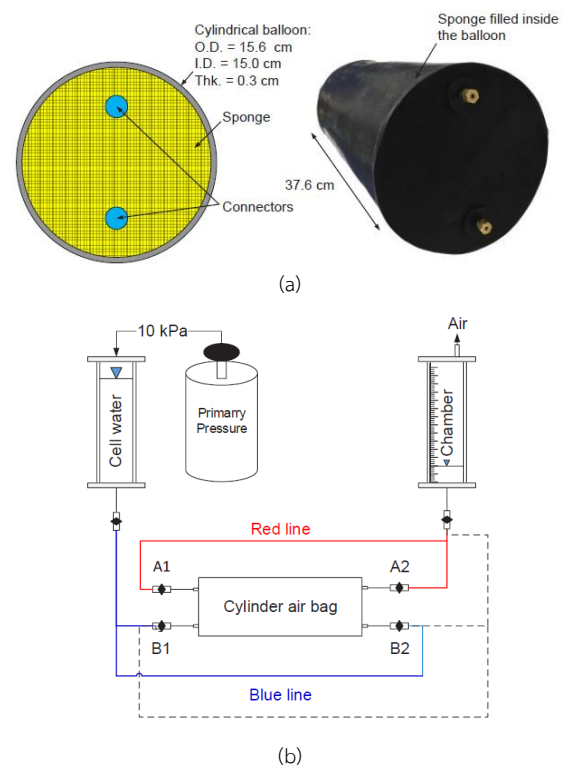 Cylindrical balloon:
O.D. = 15.6 cm
I.D. = 15.0 cm
Thk. = 0.3 cm
Sponge
Connectors
Sponge filled inside
the balloon
37.6 cm
(a)
10 kPa
Air
Cell water
Primarry
Pressure
Chamber
Red line
A1
A2
Cylinder air bag
B1
B2
Blue line
(b)